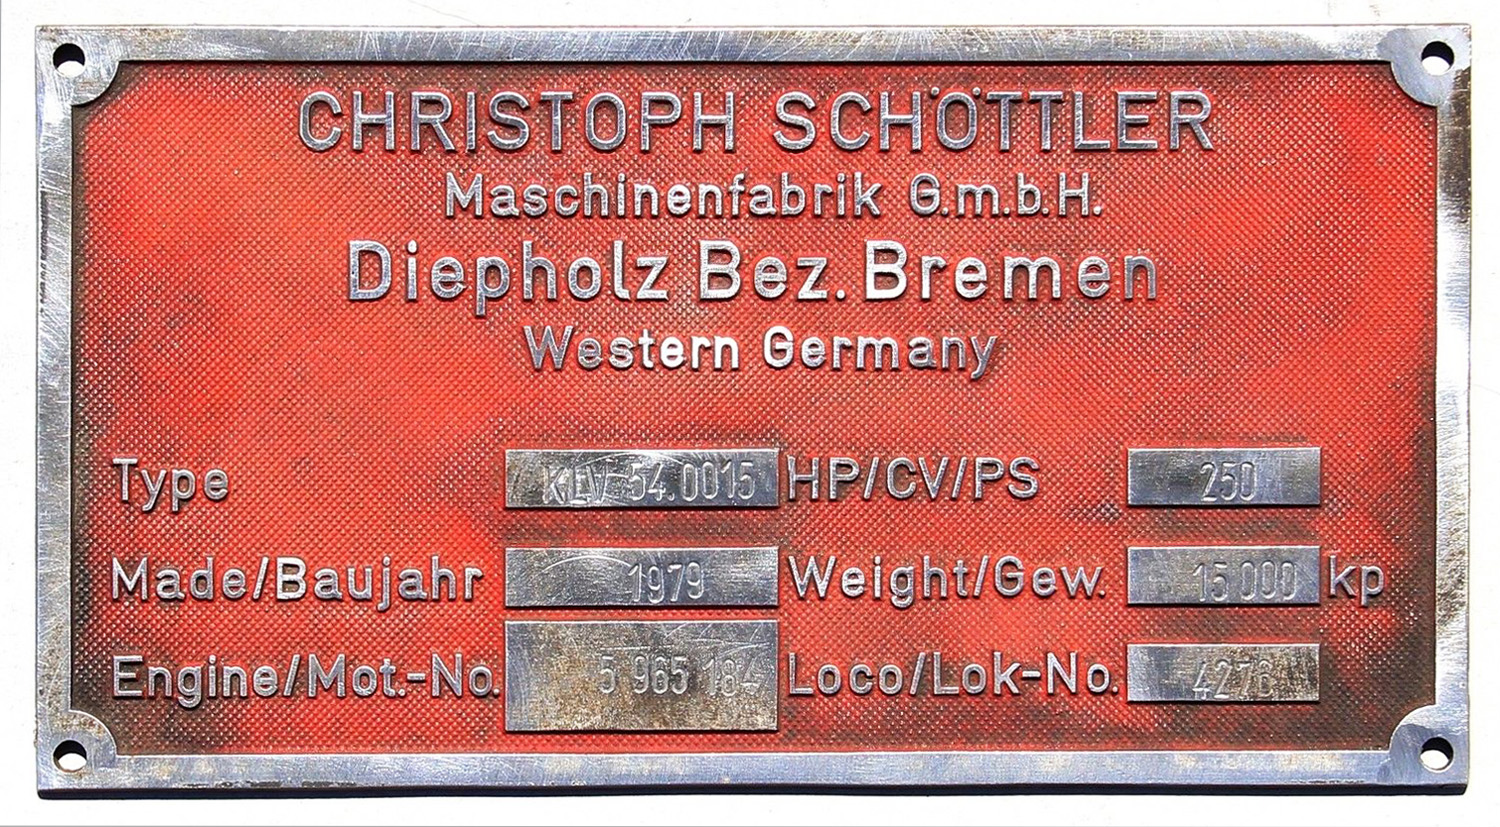 CHRISTOPH SCHÖTTLER
Maschinenfabrik G.m.b.H.
Diepholz Bez. Bremen
Western Germany
Type KLV 54.0015 HP/CV/PS 250
Made/Baujahr 1979 Weight/Gew. 15 000 kp
Engine/Mot.-No. 5 965 184 Loco/Lok-No. 4276